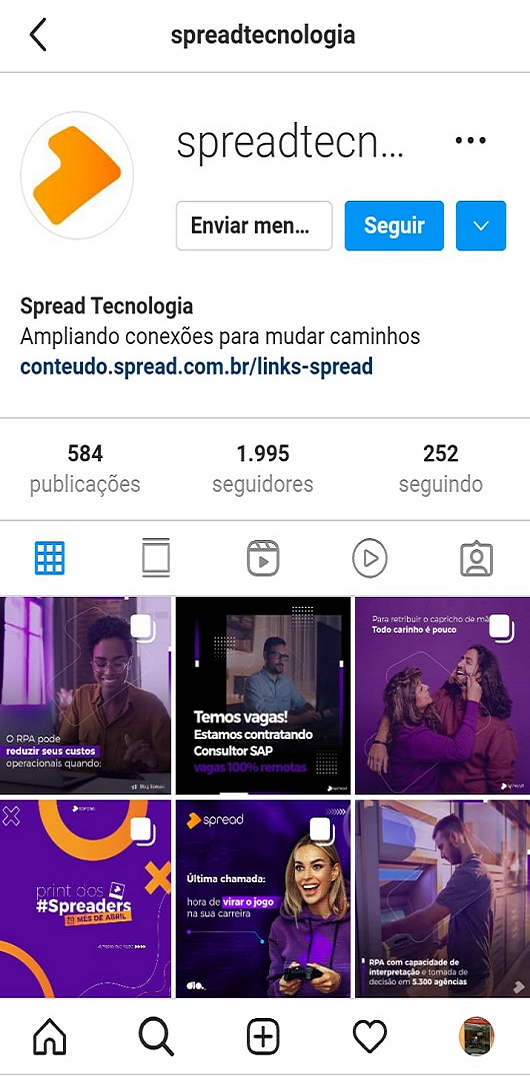 spreadtecnologia
spreadtecn...
Enviar men...
Seguir
Spread Tecnologia
Ampliando conexões para mudar caminhos
conteudo.spread.com.br/links-spread
584 1.995 252
publicações seguidores seguindo
O RPA pode
reduzir seus custos
operacionais quando:
Temos vagas!
Estamos contratando
Consultor SAP
vagas 100% remotas
spread
Para retribuir o capricho de mã
Todo carinho é pouco
spread
spread
print dos
#Spreaders
MÊS DE ABRIL
spread
Última chamada:
hora de virar o jogo
na sua carreira
dio.
RPA com capacidade de
interpretação e tomada de
decisão em 5.300 agências